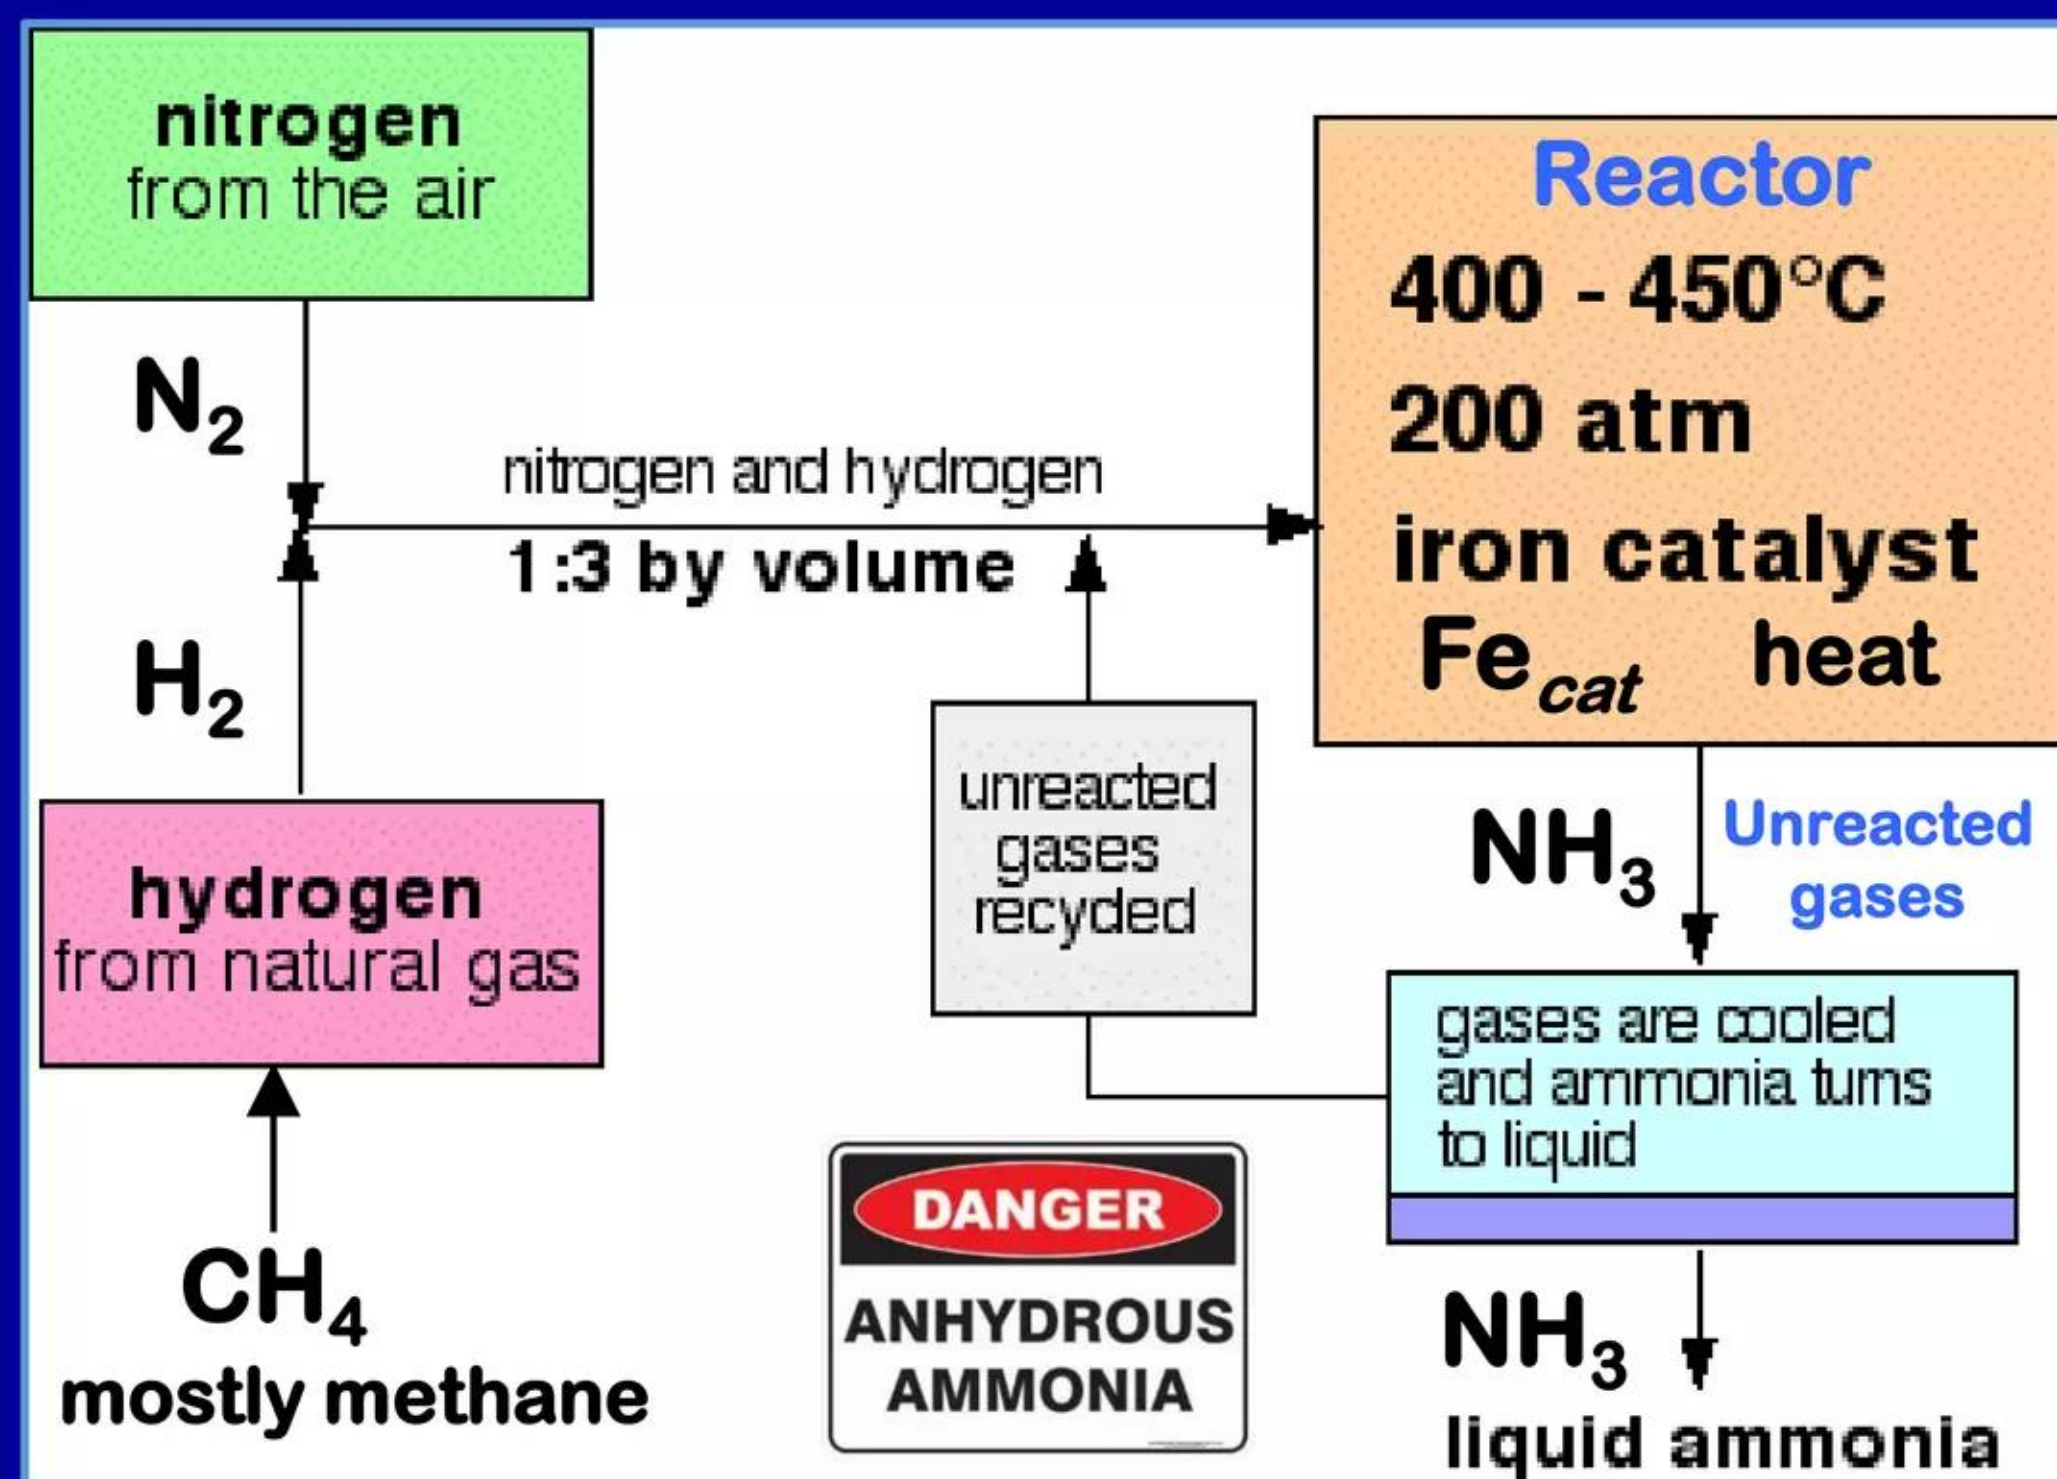 nitrogen
from the air
N₂
nitrogen and hydrogen
1:3 by volume
H₂
hydrogen
from natural gas
CH₄
mostly methane
Reactor
400 - 450°C
200 atm
iron catalyst
Fe cat heat
unreacted
gases
recycled
NH₃
Unreacted
gases
gases are cooled
and ammonia turns
to liquid
DANGER
ANHYDROUS
AMMONIA
NH₃
liquid ammonia